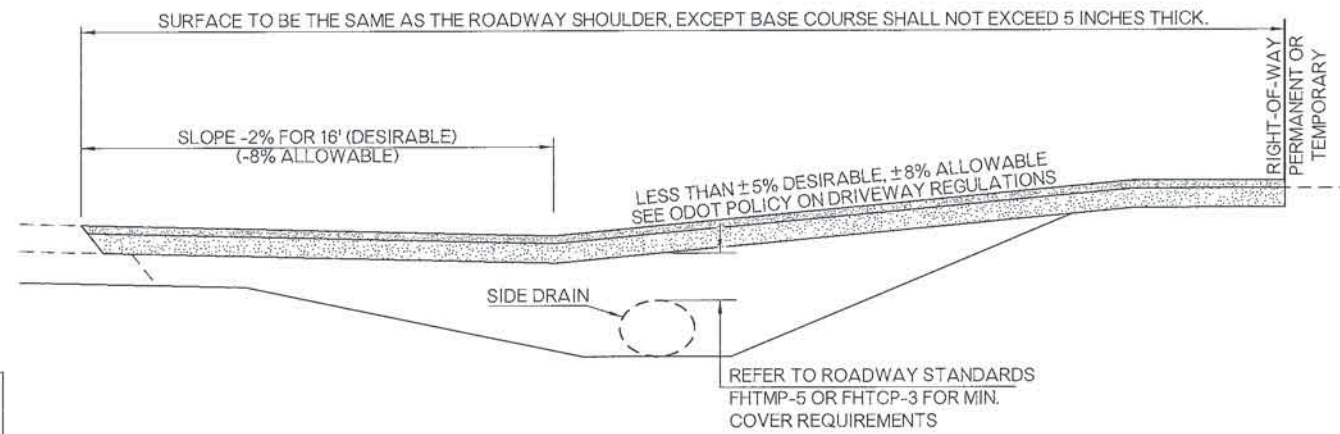 SURFACE TO BE THE SAME AS THE ROADWAY SHOULDER, EXCEPT BASE COURSE SHALL NOT EXCEED 5 INCHES THICK.
RIGHT-OF-WAY
PERMANENT OR
TEMPORARY
SLOPE -2% FOR 16' (DESIRABLE)
(-8% ALLOWABLE)
LESS THAN ±5% DESIRABLE, ±8% ALLOWABLE
SEE ODOT POLICY ON DRIVEWAY REGULATIONS
SIDE DRAIN
REFER TO ROADWAY STANDARDS
FHTMP-5 OR FHTCP-3 FOR MIN.
COVER REQUIREMENTS